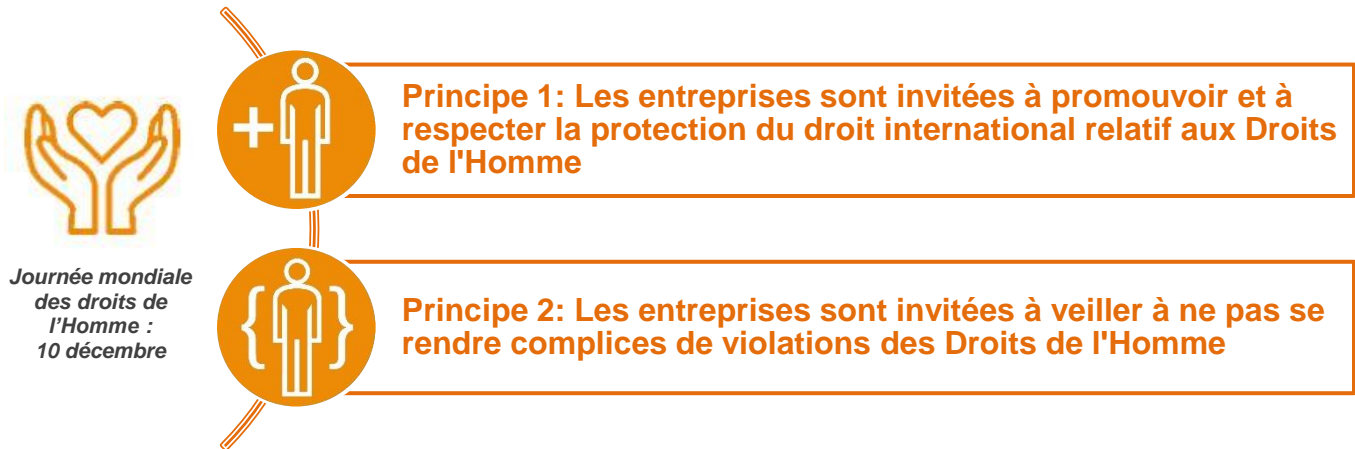 Principe 1: Les entreprises sont invitées à promouvoir et à
respecter la protection du droit international relatif aux Droits
de l'Homme
Journée mondiale
des droits de
l’Homme :
10 décembre
Principe 2: Les entreprises sont invitées à veiller à ne pas se
rendre complices de violations des Droits de l'Homme